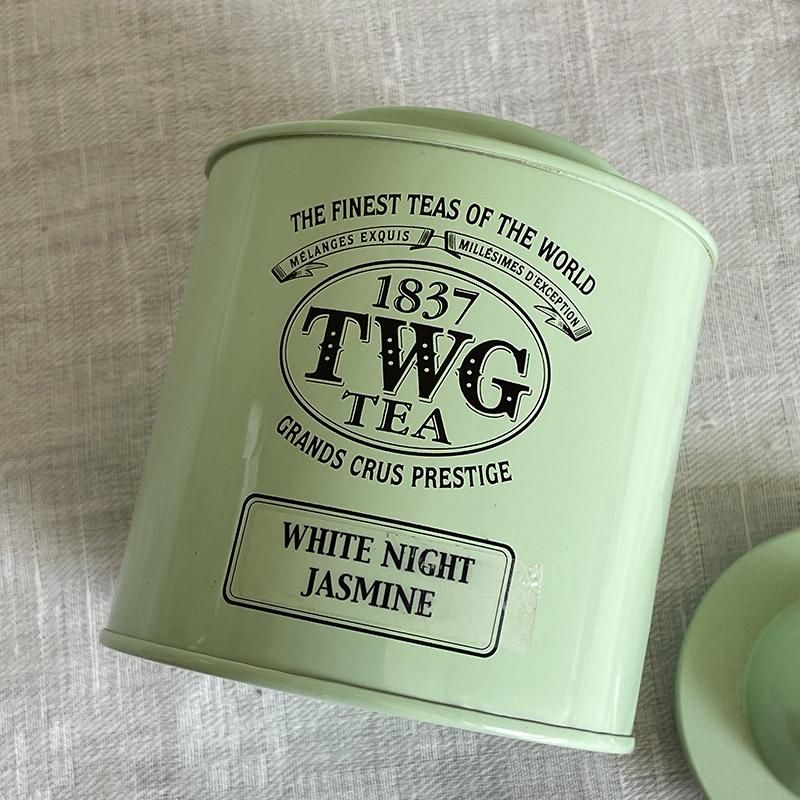 THE FINEST TEAS OF THE WORLD
MÉLANGES EXQUIS MILLÉSIMES D'EXCEPTION
1837
TWG
TEA
GRANDS CRUS PRESTIGE
WHITE NIGHT
JASMINE